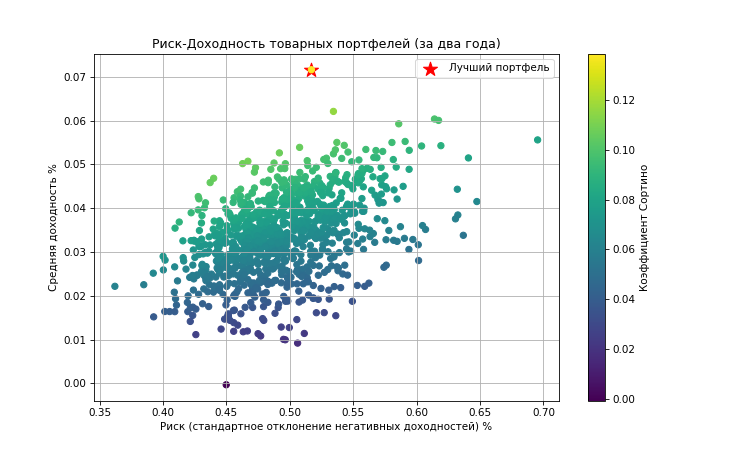 Риск-Доходность товарных портфелей (за два года)
Лучший портфель
0.07
0.06
0.05
0.04
0.03
0.02
0.01
0.00
Средняя доходность %
0.35 0.40 0.45 0.50 0.55 0.60 0.65 0.70
Риск (стандартное отклонение негативных доходностей) %
0.12
0.10
0.08
0.06
0.04
0.02
0.00
Коэффициент Сортино